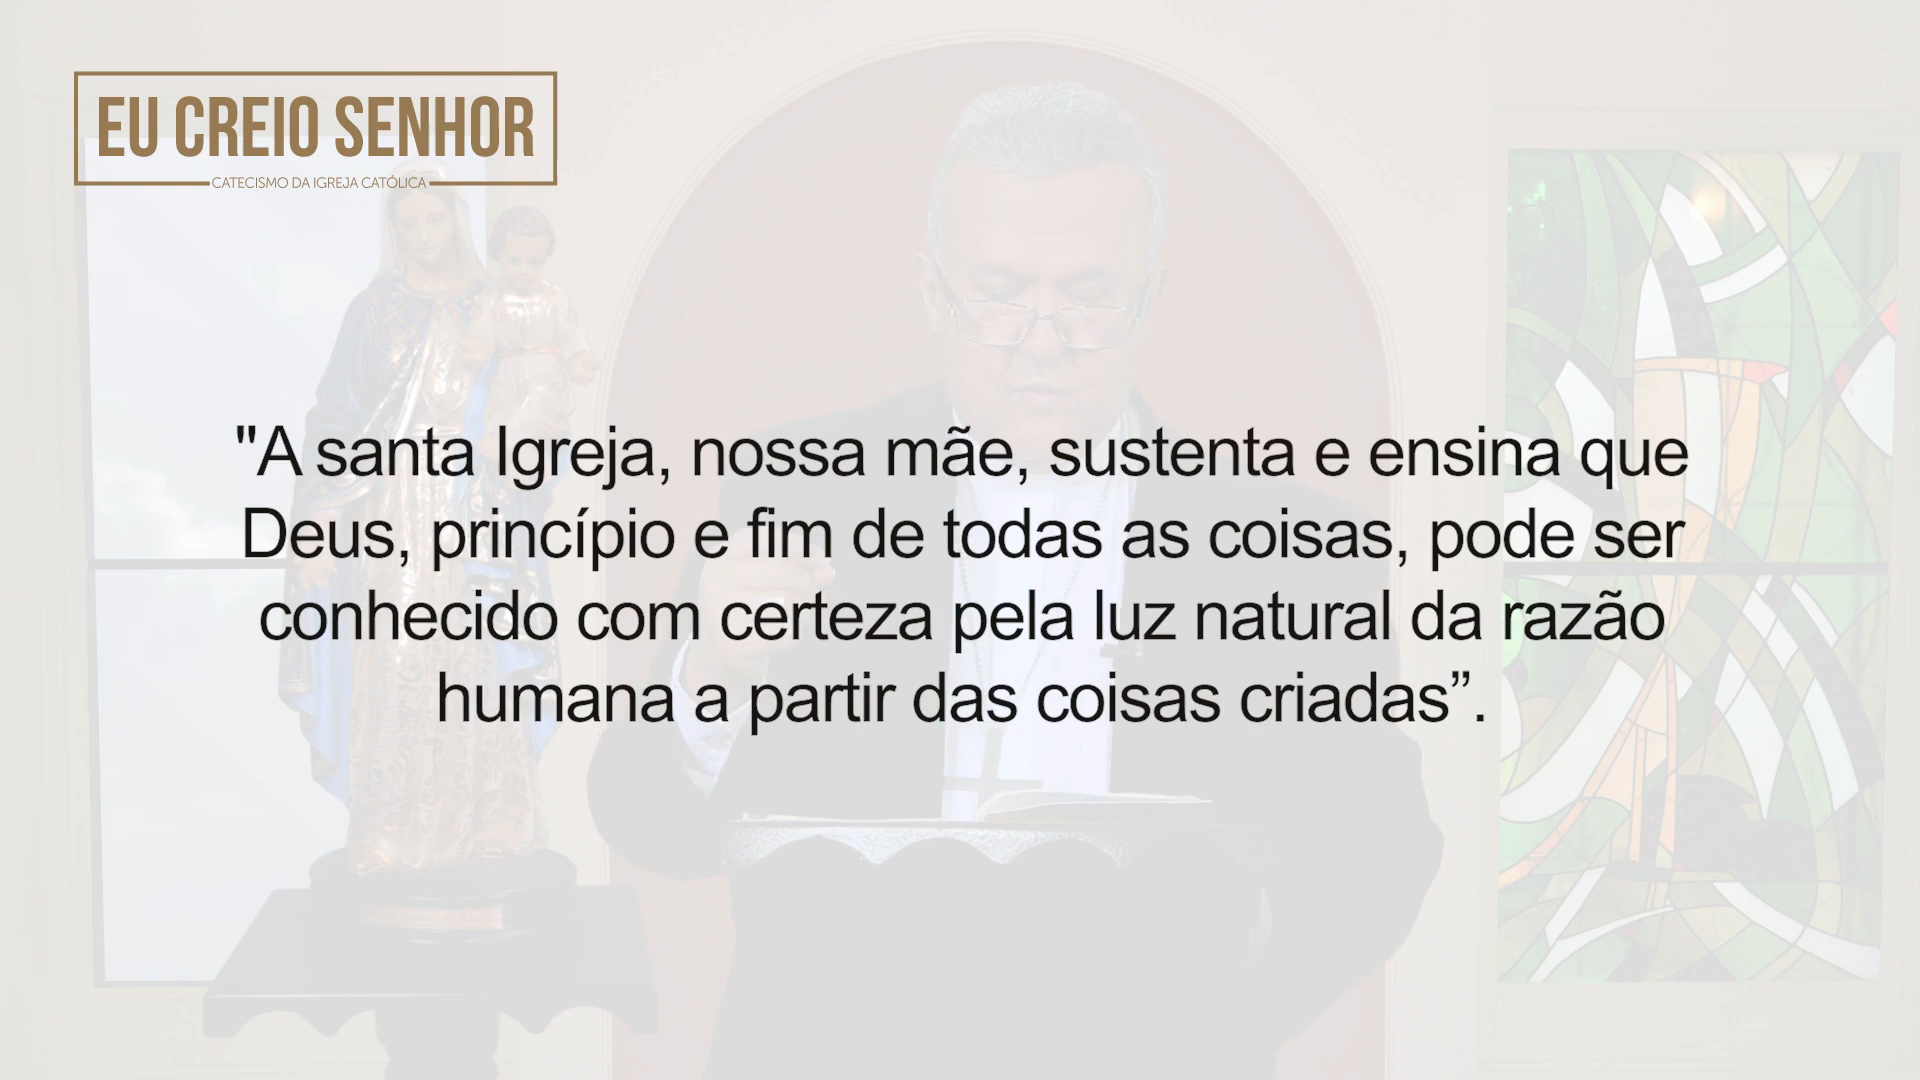 EU CREIO SENHOR
CATECISMO DA IGREJA CATÓLICA
"A santa Igreja, nossa mãe, sustenta e ensina que
Deus, princípio e fim de todas as coisas, pode ser
conhecido com certeza pela luz natural da razão
humana a partir das coisas criadas”.